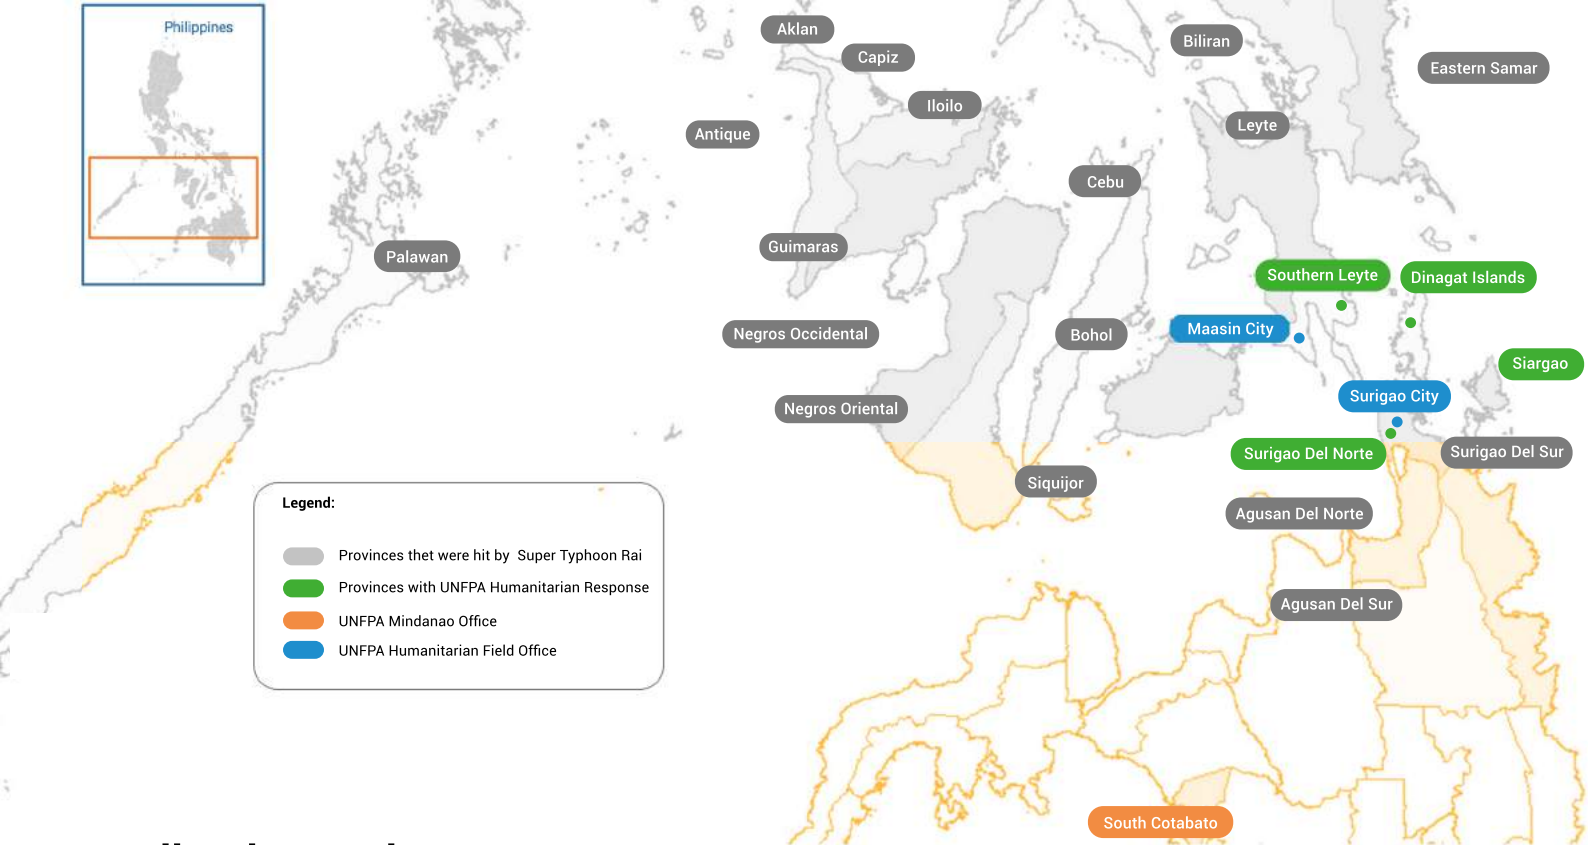 Philippines
Aklan
Capiz
Biliran
Eastern Samar
Iloilo
Antique
Leyte
Cebu
Guimaras
Palawan
Southern Leyte
Dinagat Islands
Negros Occidental
Bohol
Maasin City
Siargao
Surigao City
Negros Oriental
Surigao Del Norte
Surigao Del Sur
Siquijor
Agusan Del Norte
Legend:
Provinces thet were hit by Super Typhoon Rai
Provinces with UNFPA Humanitarian Response
UNFPA Mindanao Office
UNFPA Humanitarian Field Office
Agusan Del Sur
South Cotabato